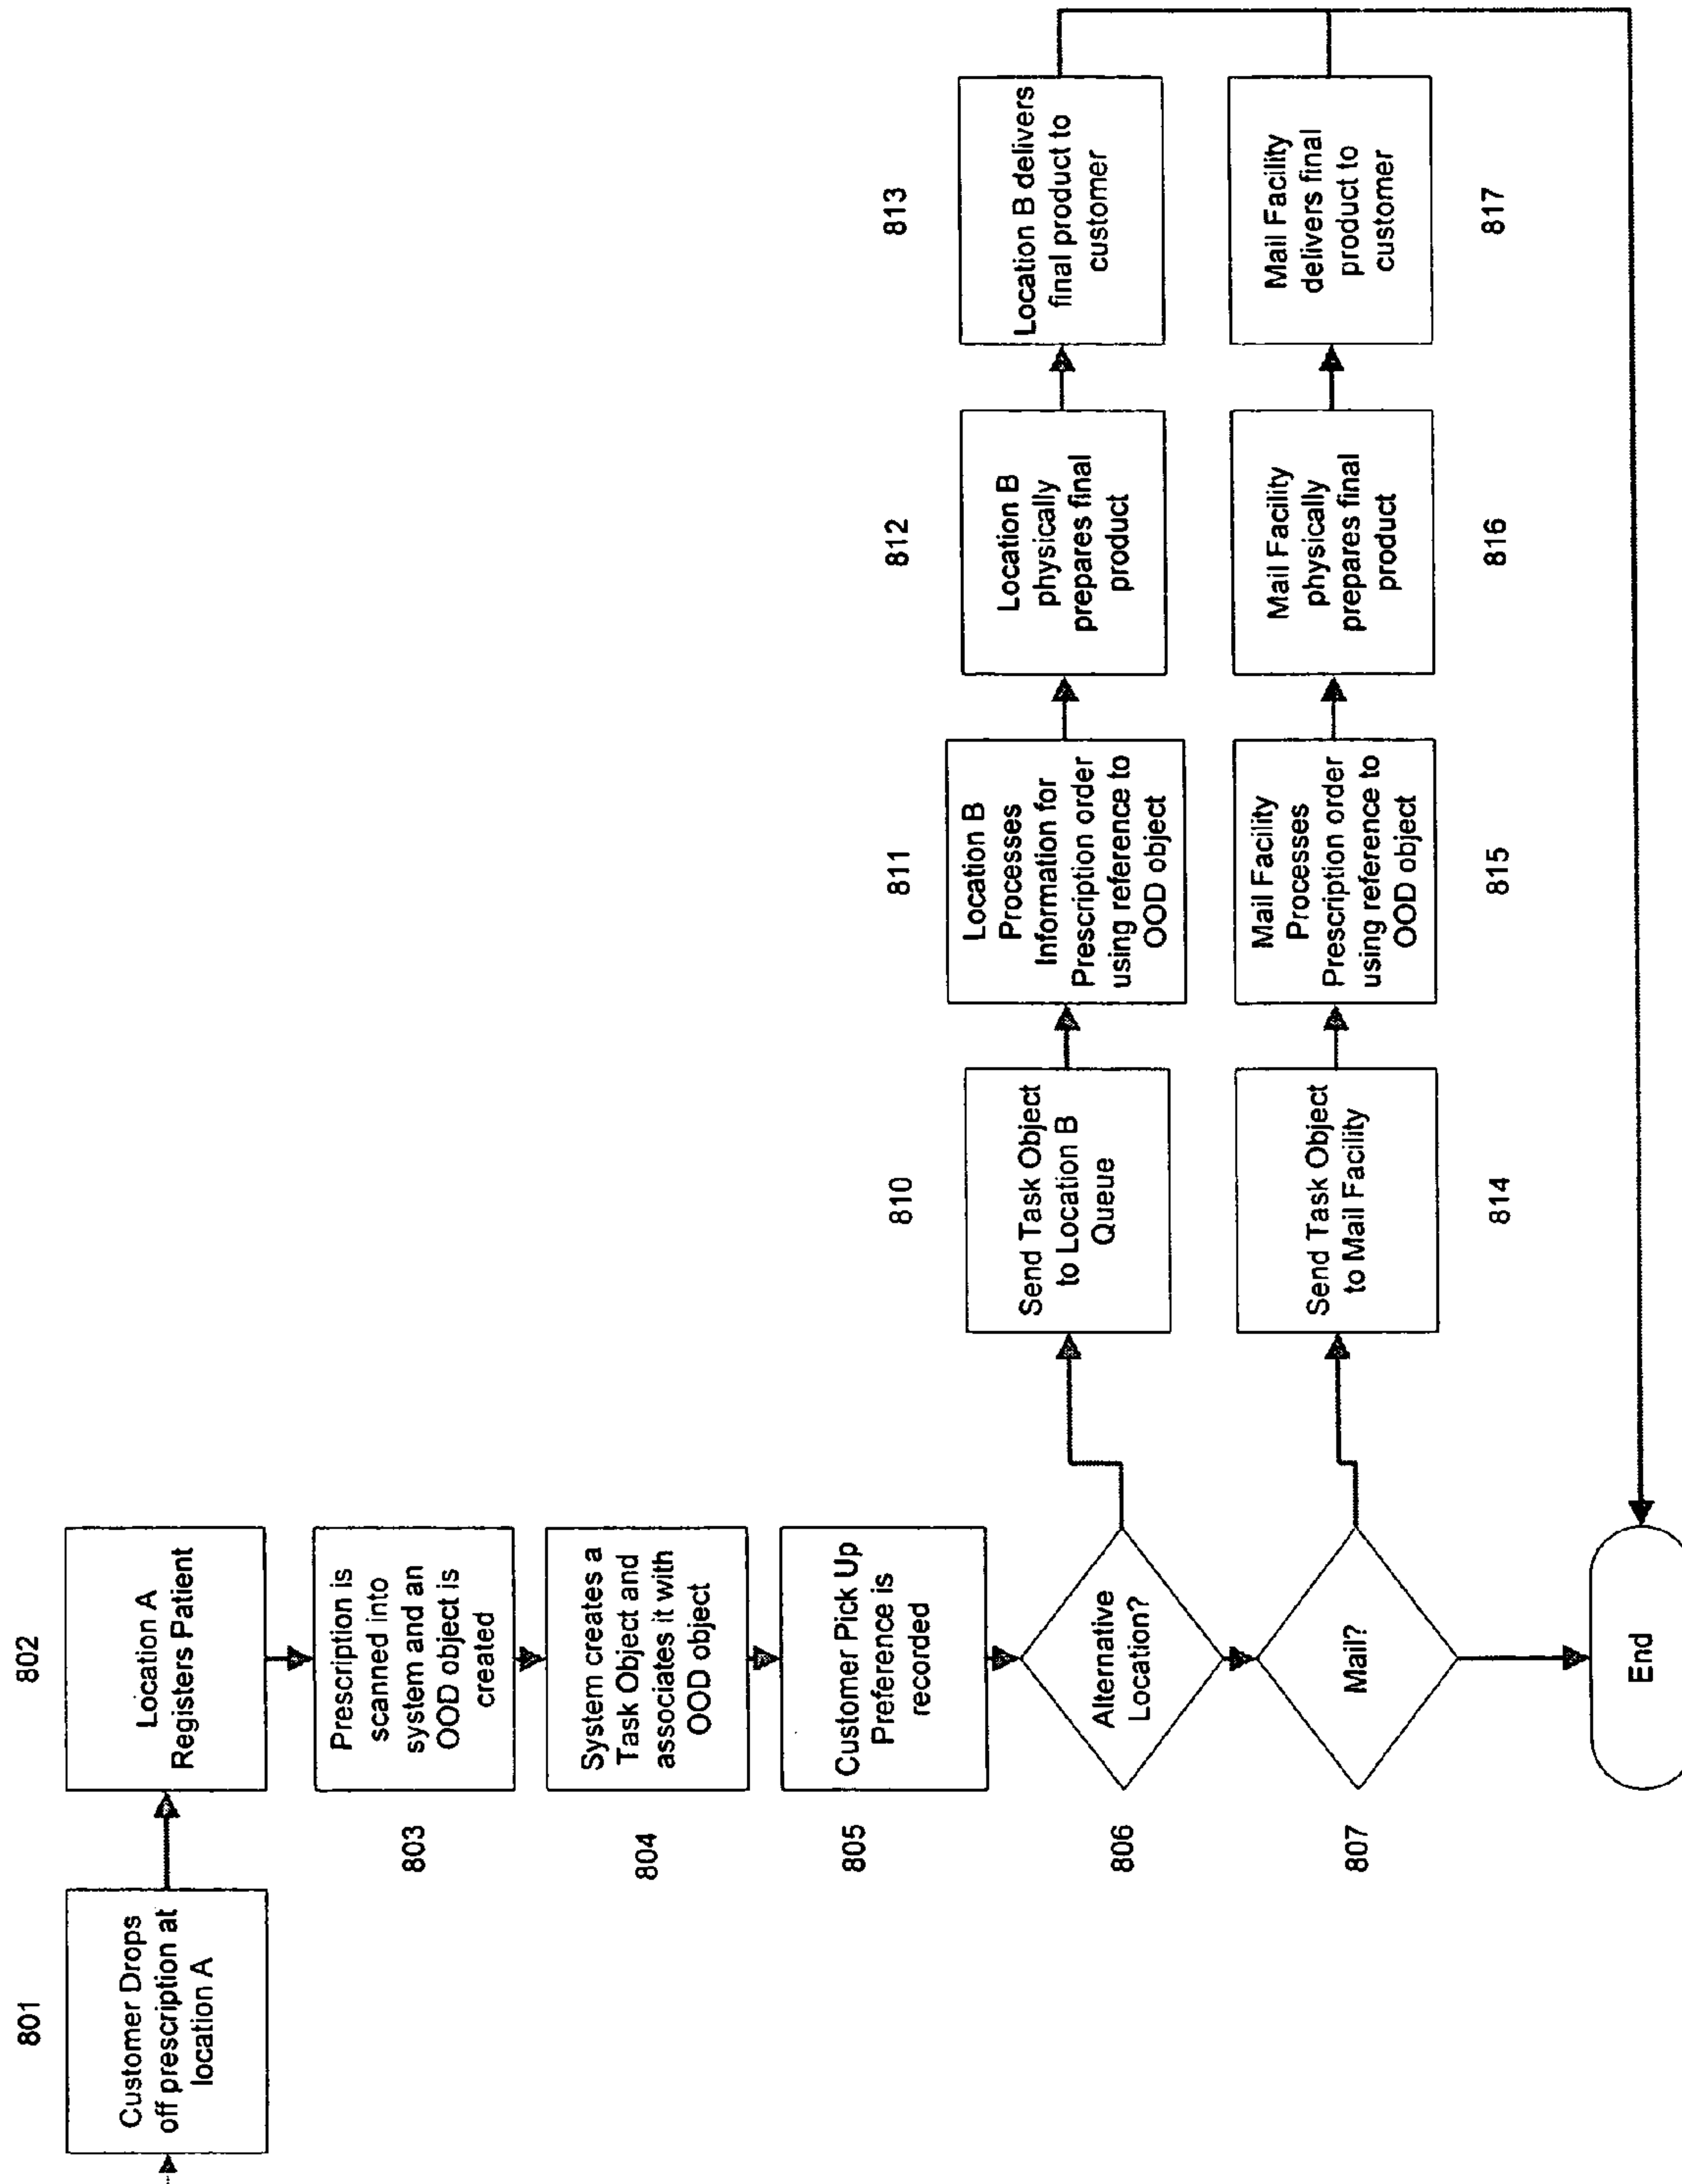 801
Customer Drops
off prescription at
location A
802
Location A
Registers Patient
803
Prescription is
scanned into
system and an
OOD object is
created
804
System creates a
Task Object and
associates it with
OOD object
805
Customer Pick Up
Preference is
recorded
806
Alternative
Location?
810
Send Task Object
to Location B
Queue
811
Location B
Processes
Information for
Prescription order
using reference to
OOD object
812
Location B
physically
prepares final
product
813
Location B delivers
final product to
customer
807
Mail?
814
Send Task Object
to Mail Facility
815
Mail Facility
Processes
Prescription order
using reference to
OOD object
816
Mail Facility
physically
prepares final
product
817
Mail Facility
delivers final
product to
customer
End